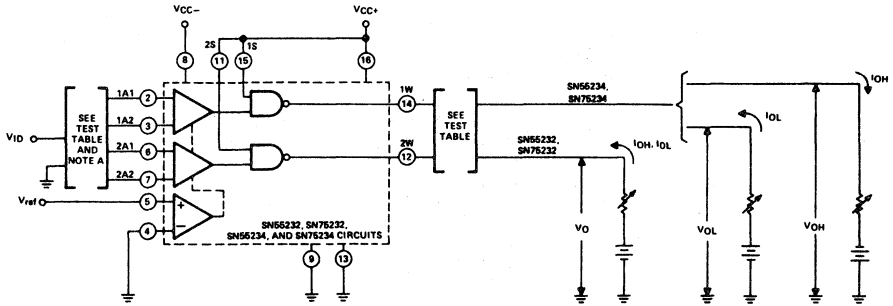 VCC−
VCC+
2S
1S
8
11
15
16
SN55234,
SN75234
IOH
1A1
2
1W
14
IOL
SEE
TEST
TABLE
AND
NOTE A
1A2
3
SEE
TEST
TABLE
VID
2A1
6
2W
12
SN55232,
SN75232
IOH, IOL
2A2
7
Vref
5
+
−
4
SN55232, SN75232,
SN55234, AND SN75234 CIRCUITS
VO
VOL
VOH
9
13